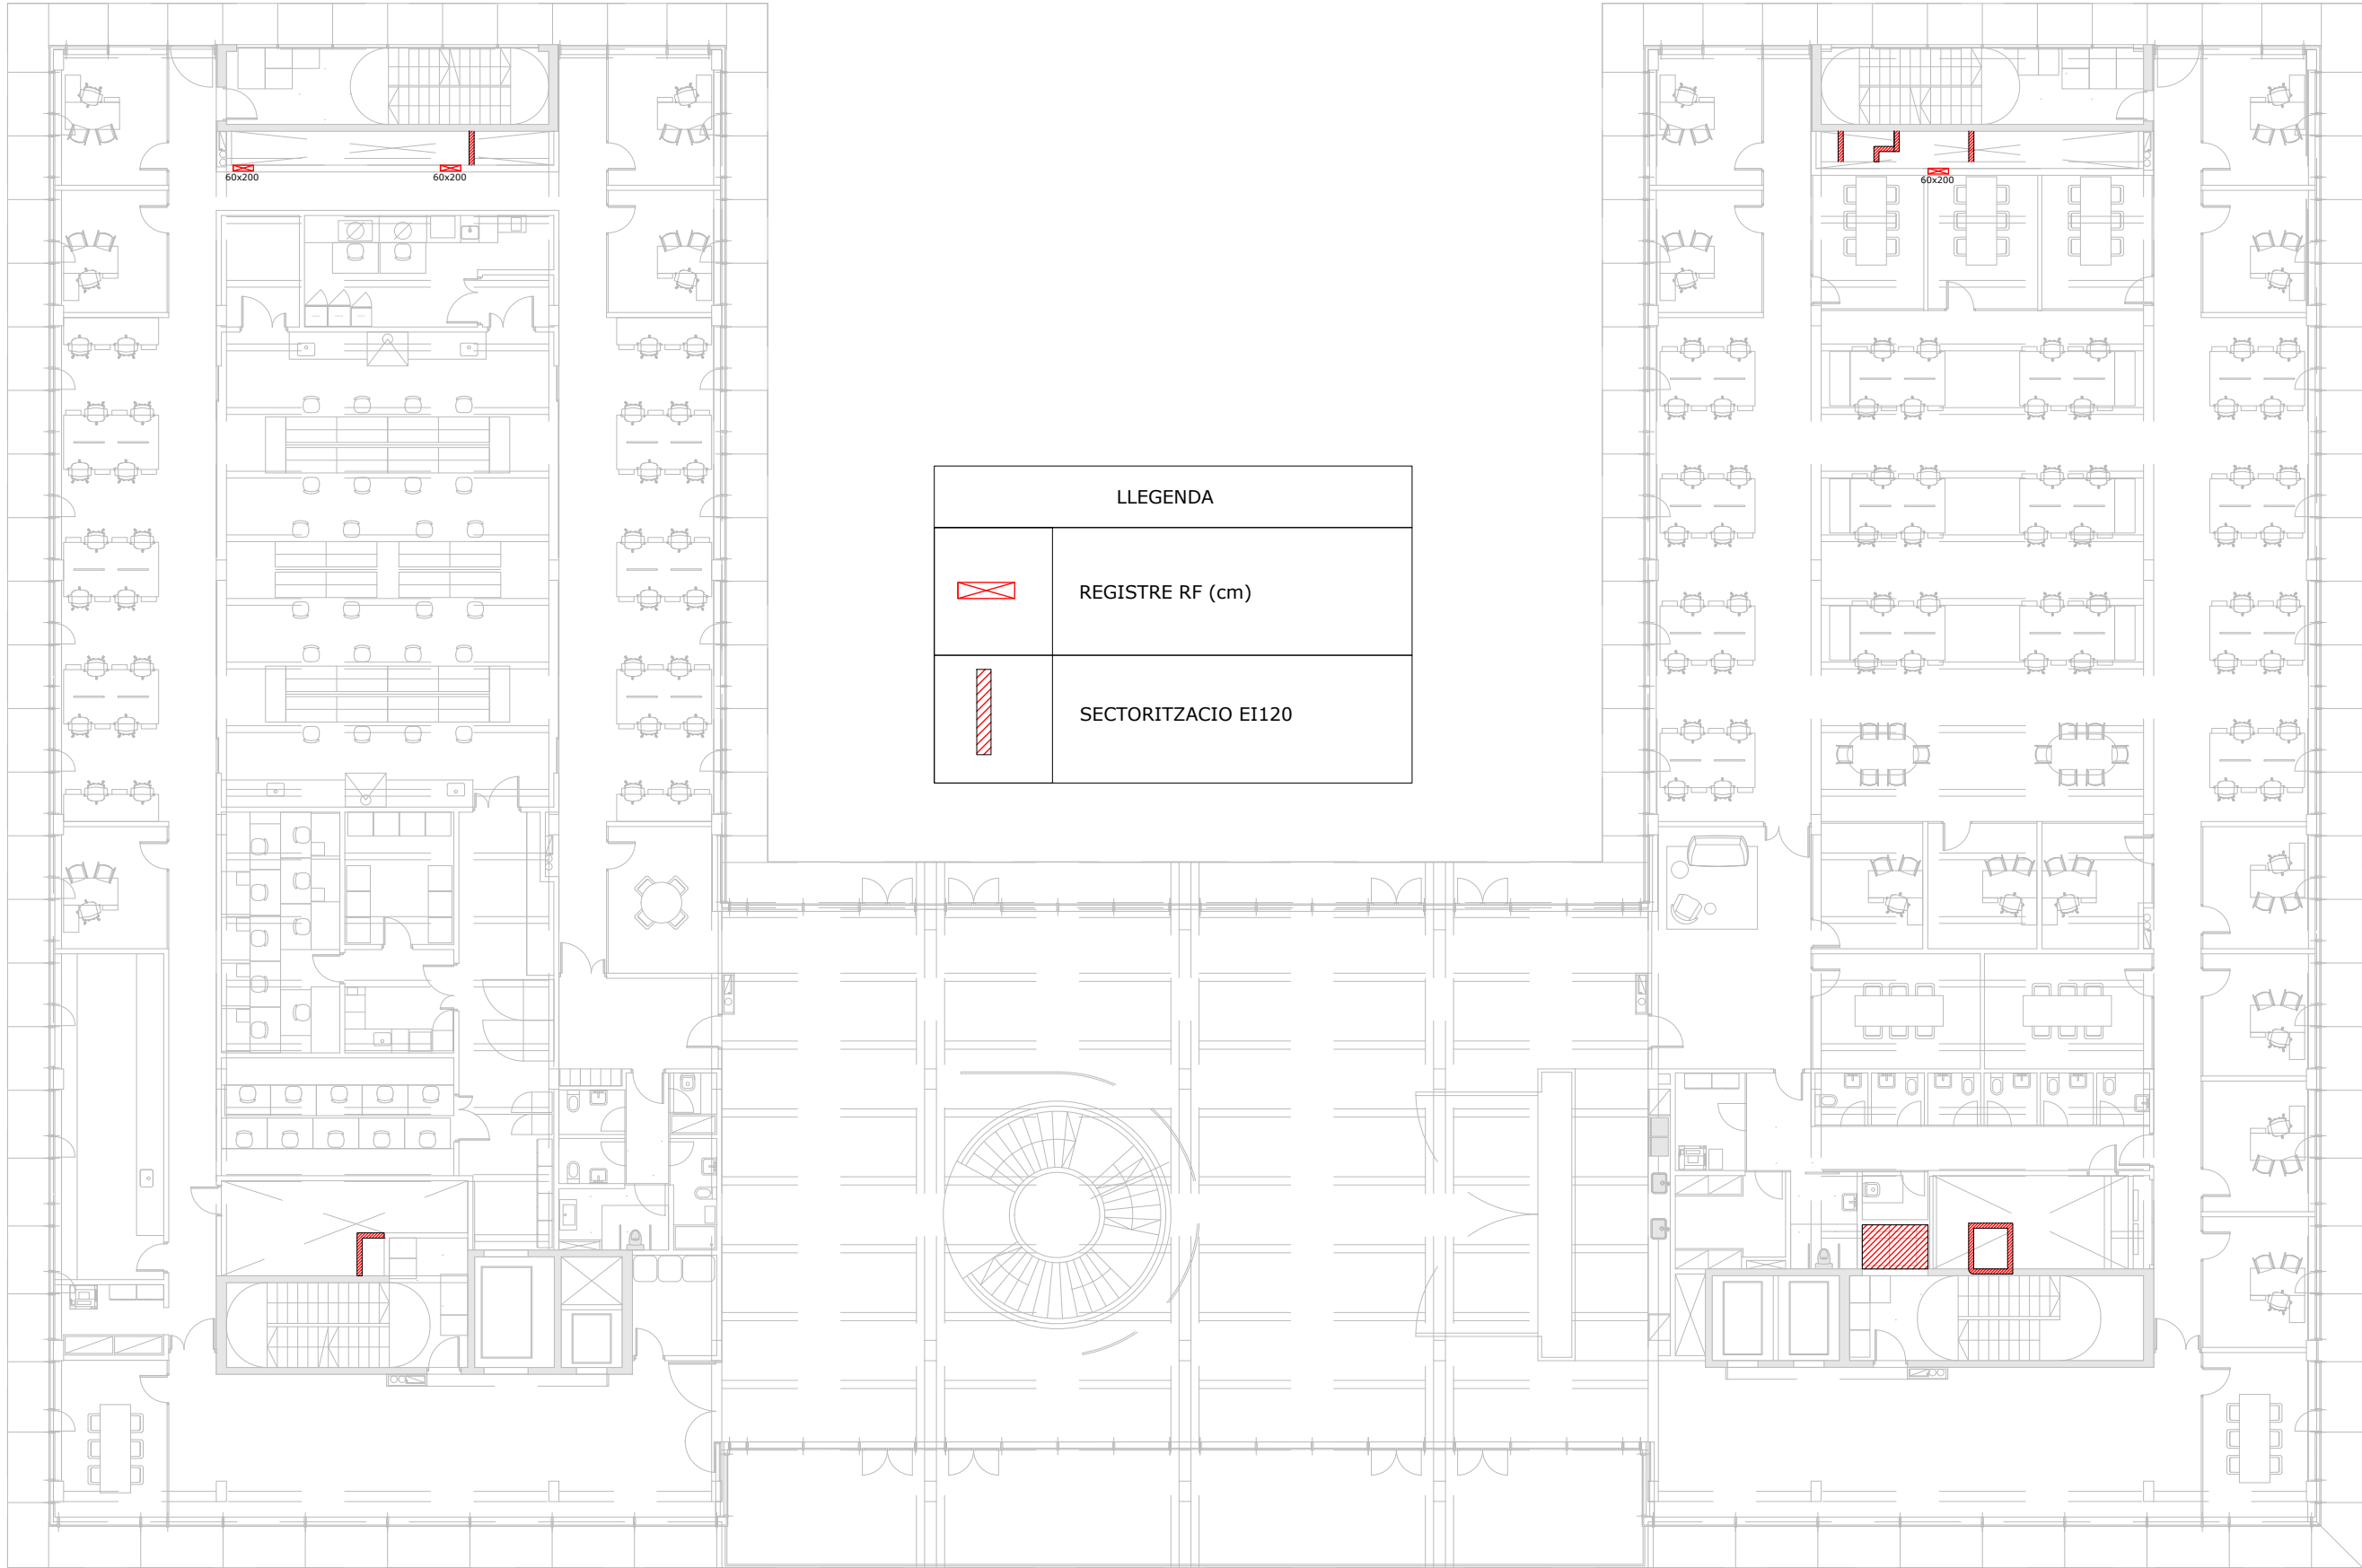 60x200
60x200
60x200
LLEGENDA
REGISTRE RF (cm)
SECTORITZACIO EI120